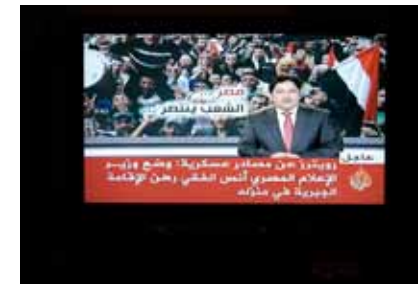 مصر...
الشعب ينتصر
عاجل
رويترز عن مصادر عسكرية: وضع وزير
الإعلام المصري أنس الفقي رهن الإقامة
الجبرية في منزله